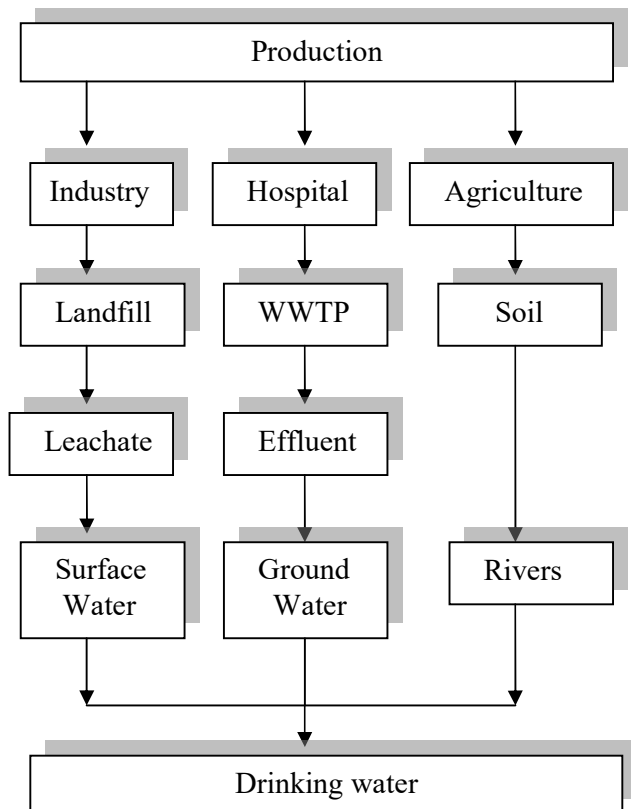 Production
Industry
Hospital
Agriculture
Landfill
WWTP
Soil
Leachate
Effluent
Surface
Water
Ground
Water
Rivers
Drinking water